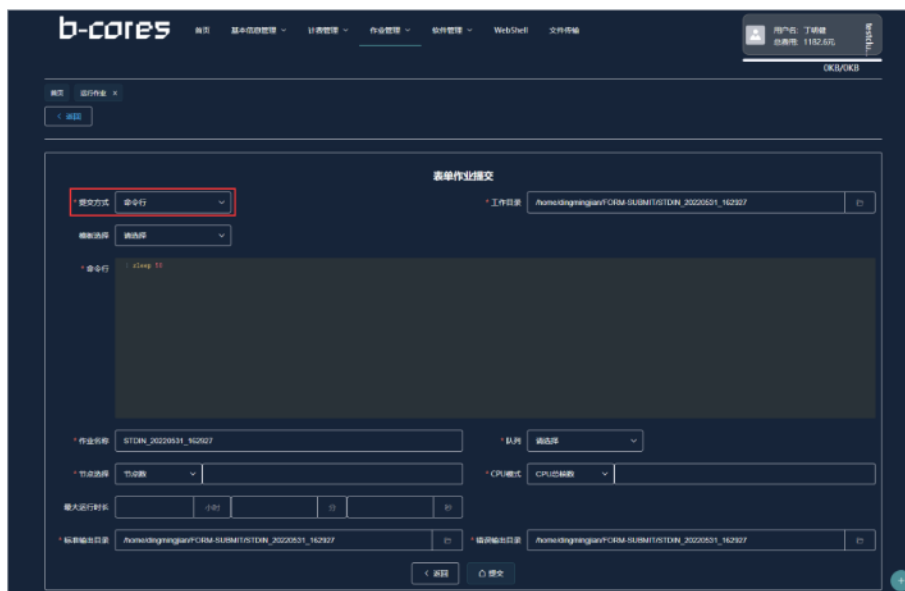 b-cores 首页 基本信息管理 计费管理 作业管理 软件管理 WebShell 文件传输
用户名: 丁明健
总费用: 1182.6元
testclu...
0KB/0KB
首页 运行作业 ×
< 返回
表单作业提交
* 提交方式 命令行 * 工作目录 /home/dingmingjian/FORM-SUBMIT/STDIN_20220531_162927
模板选择 请选择
* 命令行 1 sleep 10
* 作业名称 STDIN_20220531_162927 * 队列 请选择
* 节点选择 节点数 * CPU模式 CPU总核数
最大运行时长 小时 分 秒
* 标准输出目录 /home/dingmingjian/FORM-SUBMIT/STDIN_20220531_162927 * 错误输出目录 /home/dingmingjian/FORM-SUBMIT/STDIN_20220531_162927
< 返回 提交